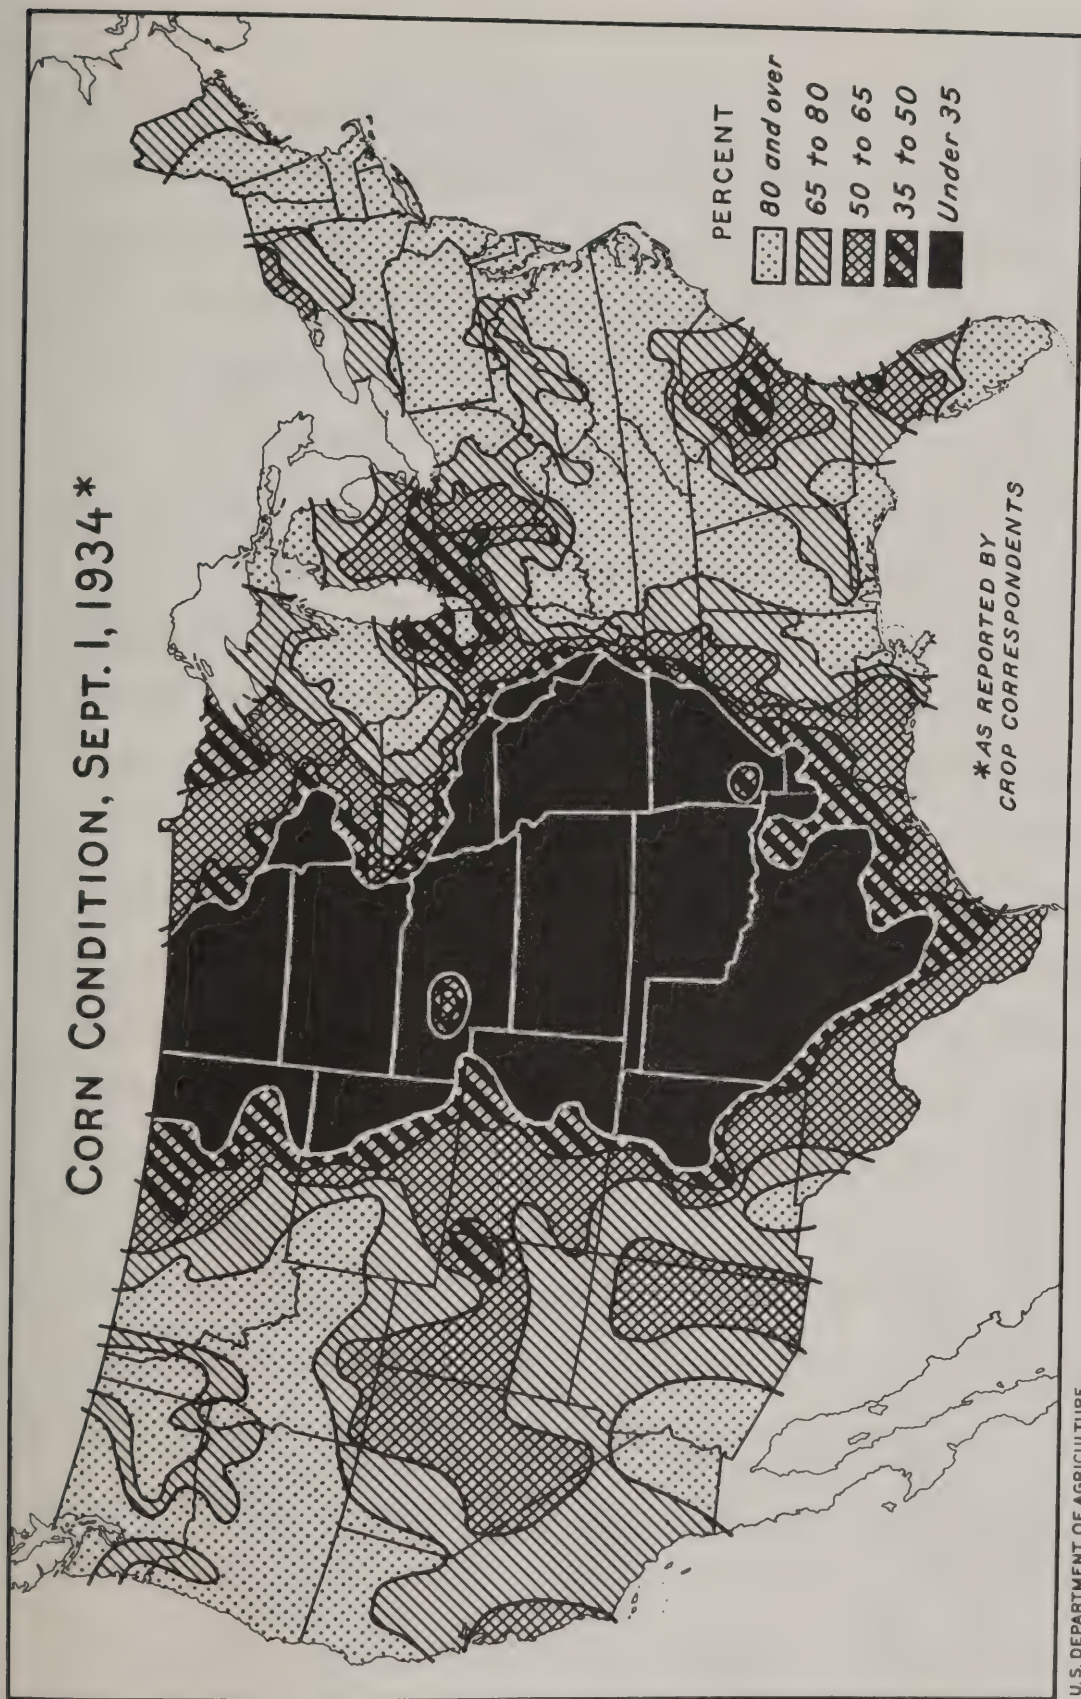 CORN CONDITION, SEPT. 1, 1934*
PERCENT
80 and over
65 to 80
50 to 65
35 to 50
Under 35
*AS REPORTED BY
CROP CORRESPONDENTS
U.S. DEPARTMENT OF AGRICULTURE